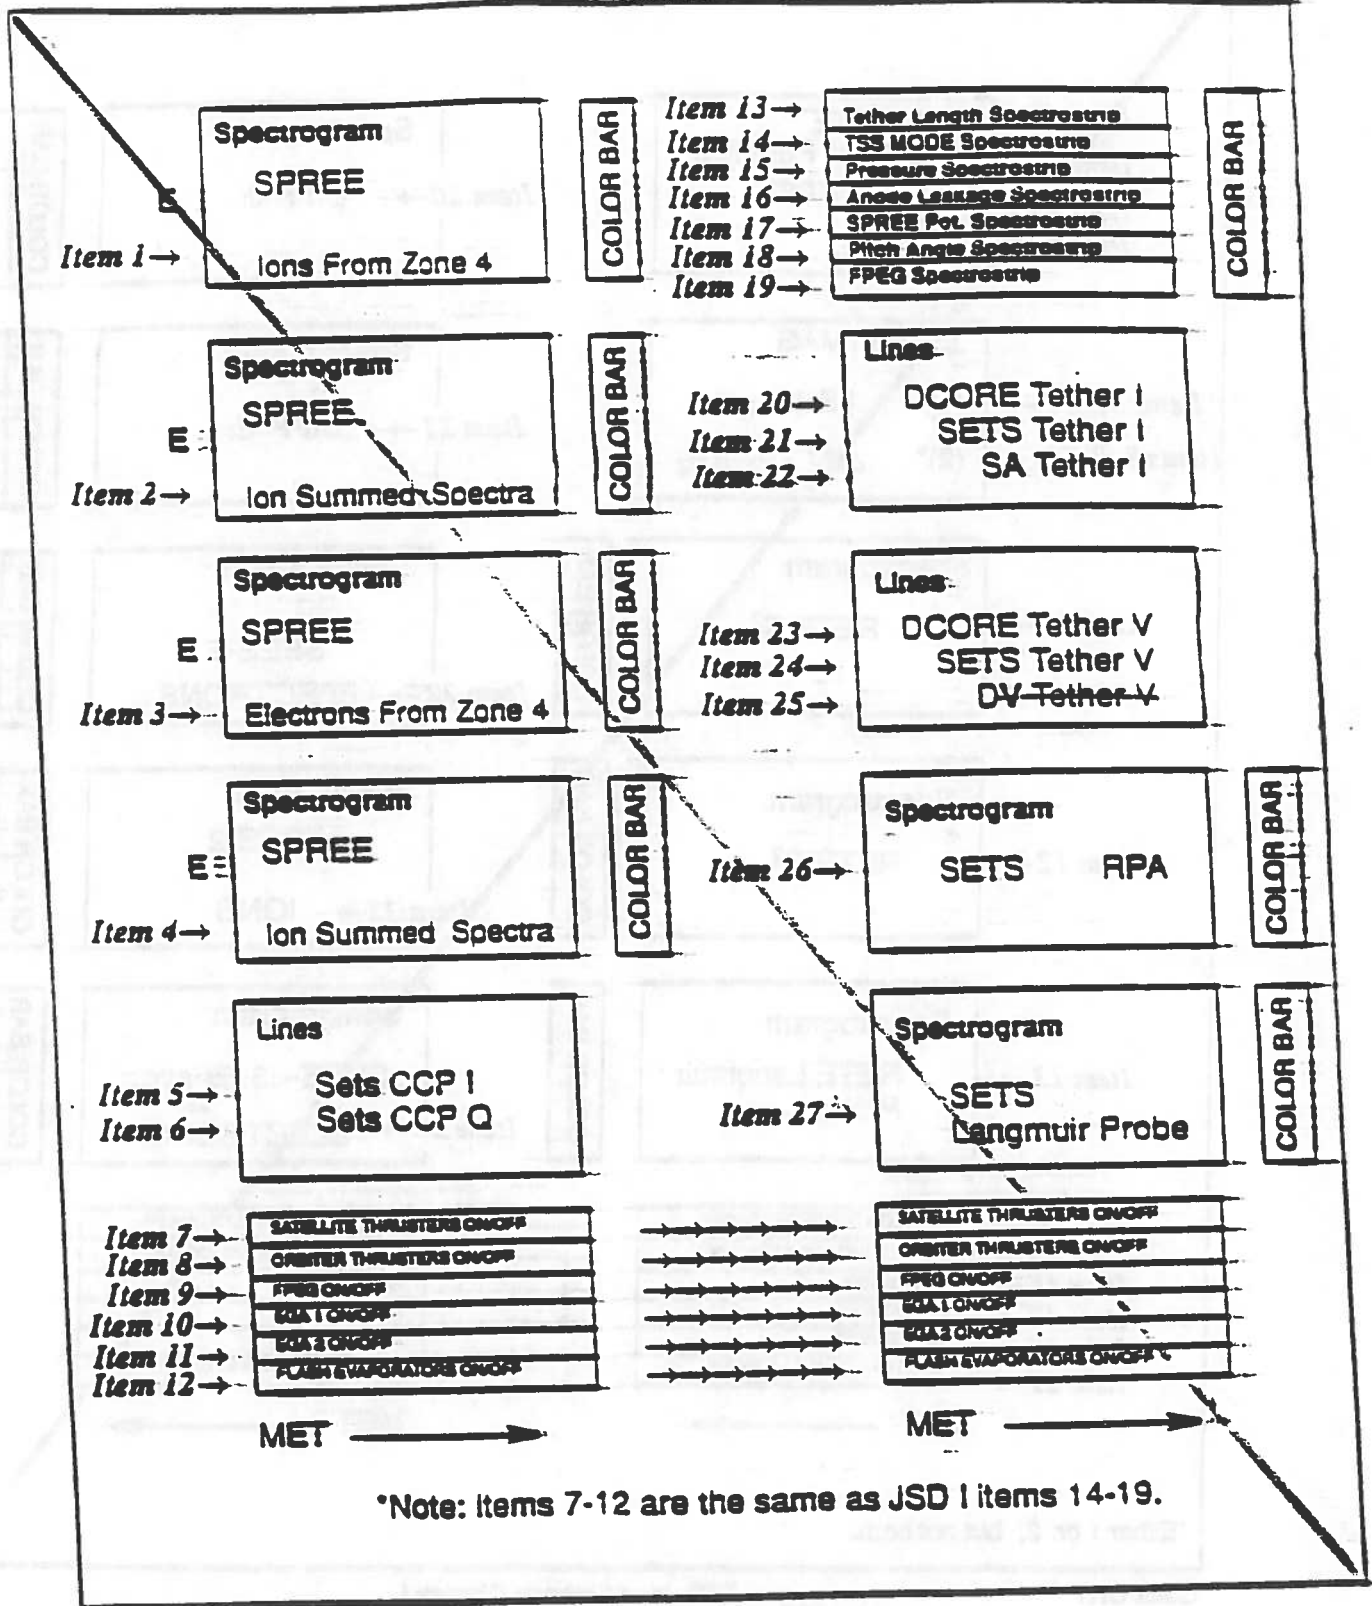 Spectrogram
SPREE
E
Item 1→
Ions From Zone 4
COLOR BAR
Spectrogram
SPREE
E
Item 2→
Ion Summed Spectra
COLOR BAR
Spectrogram
SPREE
E
Item 3→
Electrons From Zone 4
COLOR BAR
Spectrogram
SPREE
E
Item 4→
Ion Summed Spectra
COLOR BAR
Lines
Item 5→ Sets CCP I
Item 6→ Sets CCP Q
Item 7→ SATELLITE THRUSTERS ON/OFF
Item 8→ ORBITER THRUSTERS ON/OFF
Item 9→ FPEG ON/OFF
Item 10→ EGA 1 ON/OFF
Item 11→ EGA 2 ON/OFF
Item 12→ FLASH EVAPORATORS ON/OFF
MET
Item 13→ Tether Length Spectrostrip
Item 14→ TSS MODE Spectrostrip
Item 15→ Pressure Spectrostrip
Item 16→ Anode Leakage Spectrostrip
Item 17→ SPREE Pot. Spectrostrip
Item 18→ Pitch Angle Spectrostrip
Item 19→ FPEG Spectrostrip
COLOR BAR
Lines
Item 20→ DCORE Tether I
Item 21→ SETS Tether I
Item 22→ SA Tether I
Lines
Item 23→ DCORE Tether V
Item 24→ SETS Tether V
Item 25→ DV Tether V
Spectrogram
Item 26→ SETS RPA
COLOR BAR
Spectrogram
SETS
Item 27→ Langmuir Probe
COLOR BAR
SATELLITE THRUSTERS ON/OFF
ORBITER THRUSTERS ON/OFF
FPEG ON/OFF
EGA 1 ON/OFF
EGA 2 ON/OFF
FLASH EVAPORATORS ON/OFF
MET
*Note: Items 7-12 are the same as JSD I items 14-19.